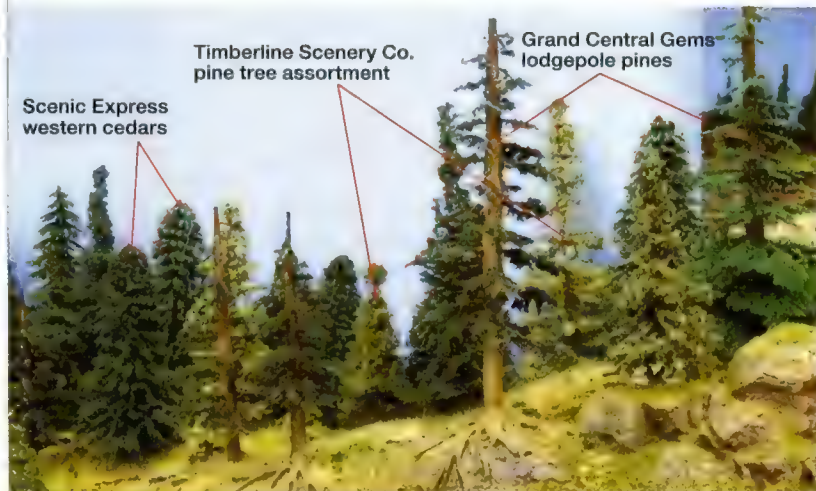 Timberline Scenery Co.
pine tree assortment
Grand Central Gems
lodgepole pines
Scenic Express
western cedars